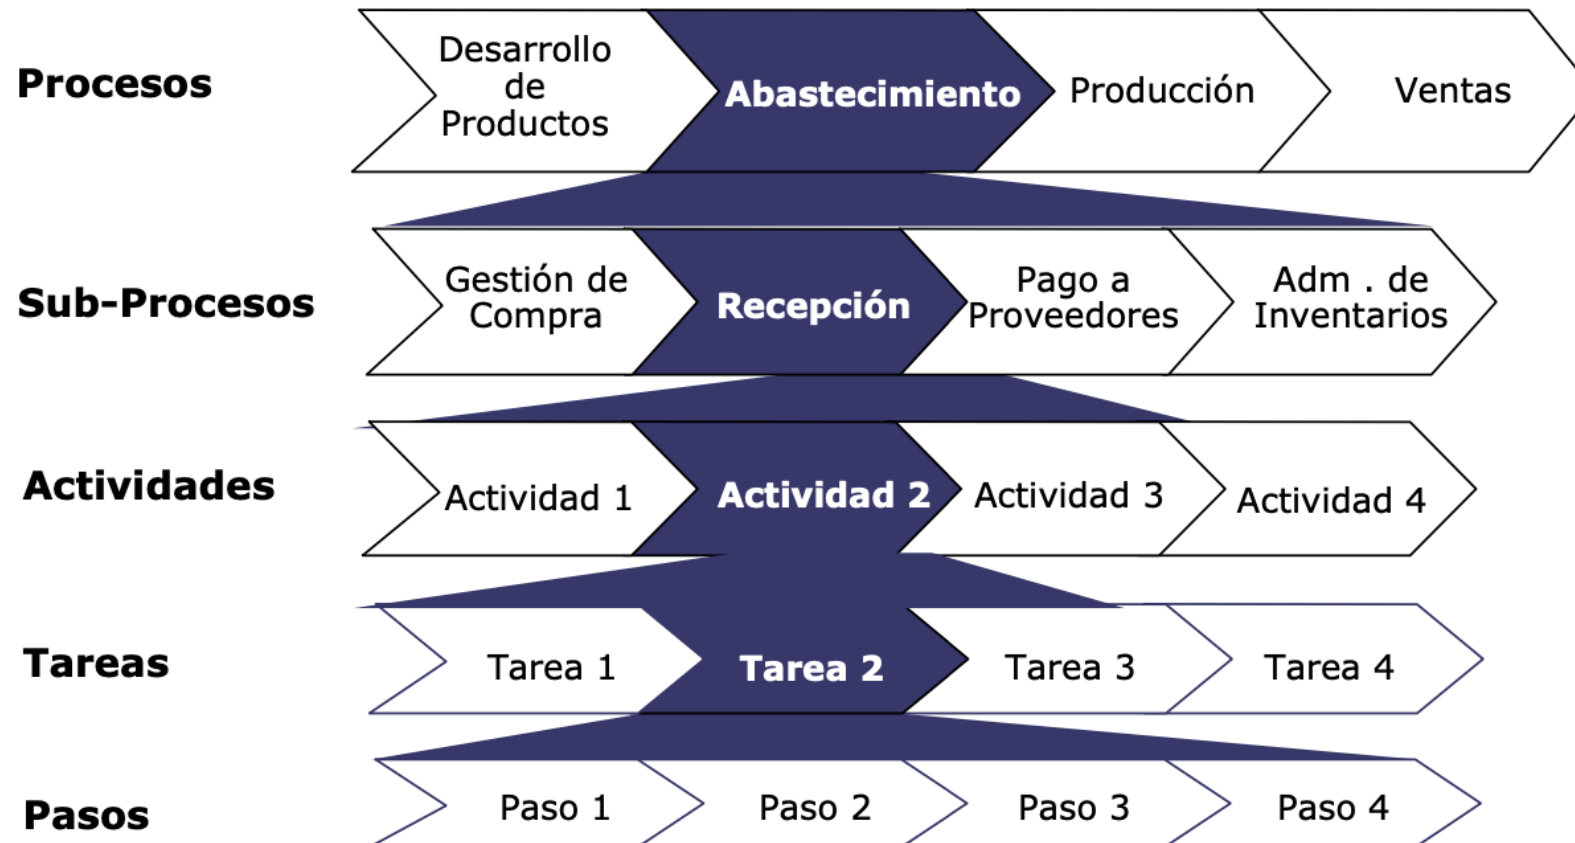 Procesos
Desarrollo
de
Productos
Abastecimiento
Producción
Ventas
Sub-Procesos
Gestión de
Compra
Recepción
Pago a
Proveedores
Adm . de
Inventarios
Actividades
Actividad 1
Actividad 2
Actividad 3
Actividad 4
Tareas
Tarea 1
Tarea 2
Tarea 3
Tarea 4
Pasos
Paso 1
Paso 2
Paso 3
Paso 4